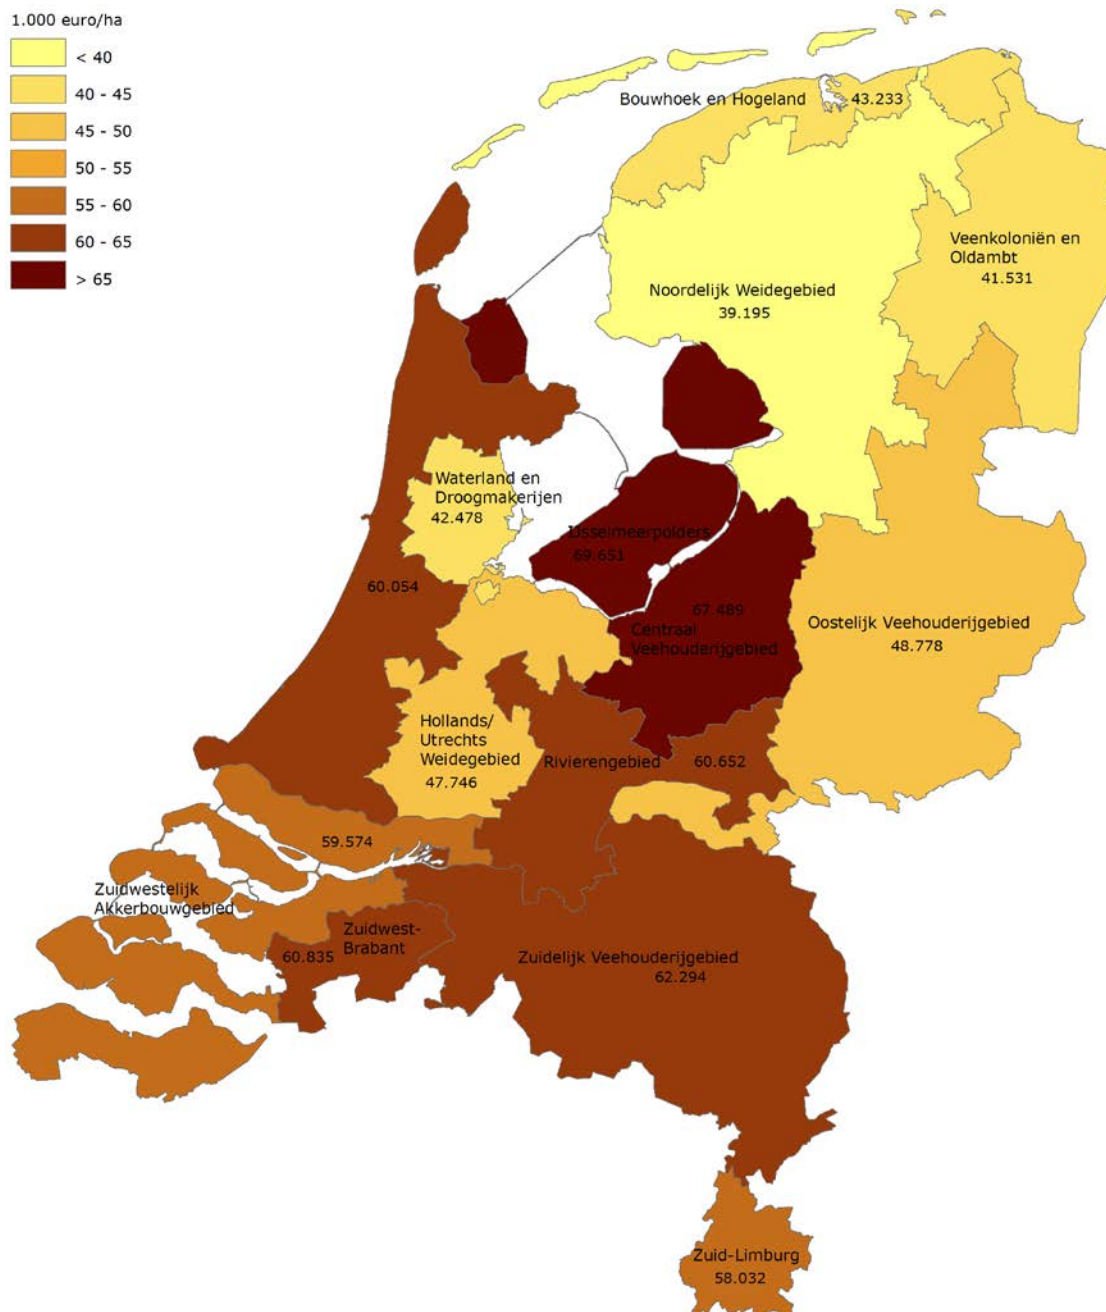 1.000 euro/ha
< 40
40 - 45
45 - 50
50 - 55
55 - 60
60 - 65
> 65
Bouwhoek en Hogeland
43.233
Veenkoloniën en
Oldambt
41.531
Noordelijk Weidegebied
39.195
Waterland en
Droogmakerijen
42.478
IJsselmeerpolders
69.651
60.054
67.489
Centraal
Veehouderijgebied
Oostelijk Veehouderijgebied
48.778
Hollands/
Utrechts
Weidegebied
47.746
Rivierengebied
60.652
59.574
Zuidwestelijk
Akkerbouwgebied
Zuidwest-
Brabant
60.835
Zuidelijk Veehouderijgebied
62.294
Zuid-Limburg
58.032